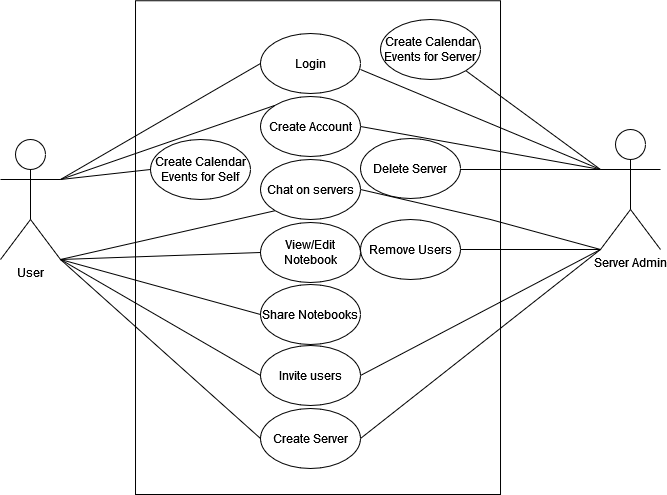 Create Calendar
Events for Server
Login
Create Account
Create Calendar
Events for Self
Delete Server
Chat on servers
View/Edit
Notebook
Remove Users
User
Server Admin
Share Notebooks
Invite users
Create Server